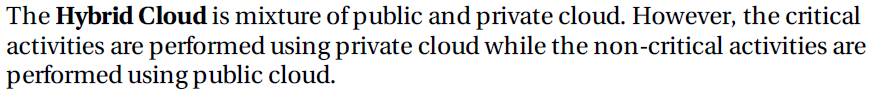 The Hybrid Cloud is mixture of public and private cloud. However, the critical
activities are performed using private cloud while the non-critical activities are
performed using public cloud.